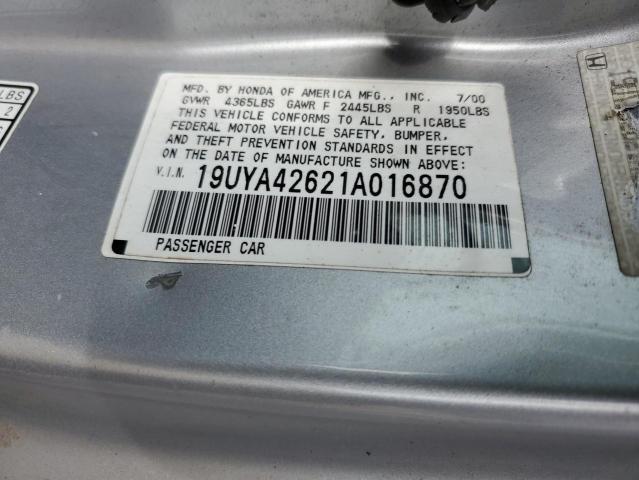 MFD. BY HONDA OF AMERICA MFG., INC. 7/00
GVWR 4365LBS GAWR F 2445LBS R 1950LBS
THIS VEHICLE CONFORMS TO ALL APPLICABLE
FEDERAL MOTOR VEHICLE SAFETY, BUMPER,
AND THEFT PREVENTION STANDARDS IN EFFECT
ON THE DATE OF MANUFACTURE SHOWN ABOVE:
V.I.N. 19UYA42621A016870
PASSENGER CAR
LBS
2